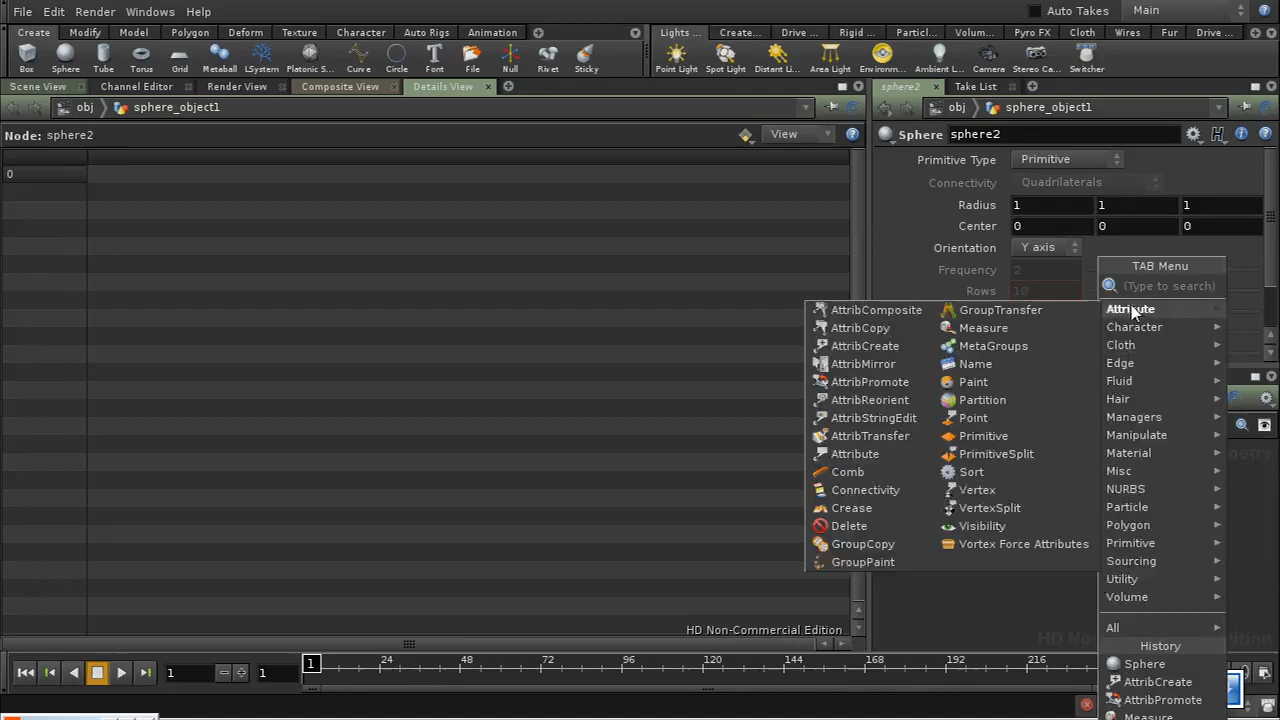 File Edit Render Windows Help Auto Takes Main
Create Modify Model Polygon Deform Texture Character Auto Rigs Animation Lights ... Create... Drive ... Rigid ... Particl... Volum... Pyro FX Cloth Wires Fur Drive ...
Box Sphere Tube Torus Grid Metaball LSystem Platonic S... Curve Circle Font File Null Rivet Sticky Point Light Spot Light Distant Li... Area Light Environm... Ambient L... Camera Stereo Ca... Switcher
Scene View Channel Editor Render View Composite View Details View sphere2 Take List
obj sphere_object1 obj sphere_object1
Node: sphere2 View Sphere sphere2
0
Primitive Type Primitive
Connectivity Quadrilaterals
Radius 1 1 1
Center 0 0 0
Orientation Y axis
Frequency 2
Rows 10
TAB Menu
(Type to search)
Attribute
Character
Cloth
Edge
Fluid
Hair
Managers
Manipulate
Material
Misc
NURBS
Particle
Polygon
Primitive
Sourcing
Utility
Volume
All
History
Sphere
AttribCreate
AttribPromote
Measure
AttribComposite GroupTransfer
AttribCopy Measure
AttribCreate MetaGroups
AttribMirror Name
AttribPromote Paint
AttribReorient Partition
AttribStringEdit Point
AttribTransfer Primitive
Attribute PrimitiveSplit
Comb Sort
Connectivity Vertex
Crease VertexSplit
Delete Visibility
GroupCopy Vortex Force Attributes
GroupPaint
HD Non-Commercial Edition
1 1 1 24 48 72 96 120 144 168 192 216